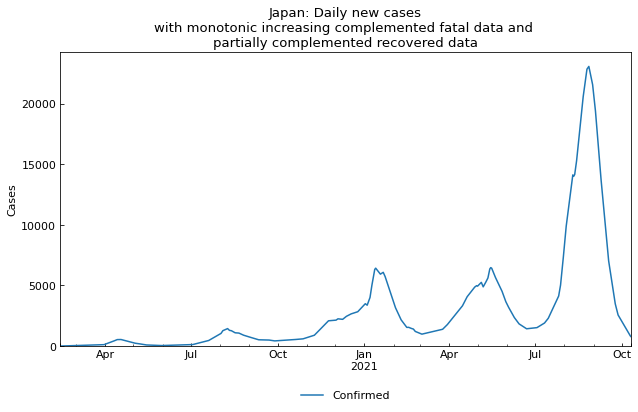 Japan: Daily new cases
with monotonic increasing complemented fatal data and
partially complemented recovered data
20000
15000
10000
5000
0
Cases
Apr Jul Oct Jan Apr Jul Oct
2021
Confirmed